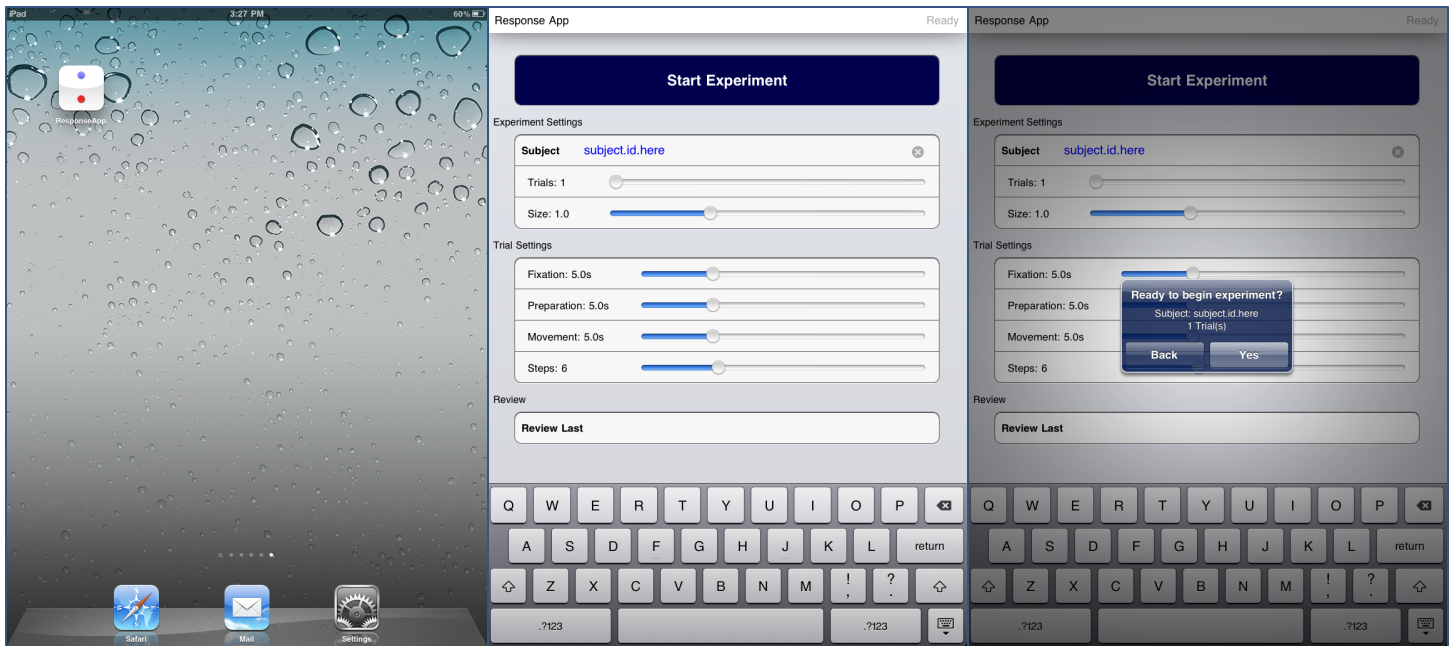 iPad 3:27 PM 60%
ResponseApp
Safari Mail Settings
Response App Ready
Start Experiment
Experiment Settings
Subject subject.id.here
Trials: 1
Size: 1.0
Trial Settings
Fixation: 5.0s
Preparation: 5.0s
Movement: 5.0s
Steps: 6
Review
Review Last
Q W E R T Y U I O P
A S D F G H J K L return
Z X C V B N M ! , ? .
.?123 .?123
Response App Ready
Start Experiment
Experiment Settings
Subject subject.id.here
Trials: 1
Size: 1.0
Trial Settings
Fixation: 5.0s
Preparation: 5.0s
Movement: 5.0s
Steps: 6
Ready to begin experiment?
Subject: subject.id.here
1 Trial(s)
Back Yes
Review
Review Last
Q W E R T Y U I O P
A S D F G H J K L return
Z X C V B N M ! , ? .
.?123 .?123